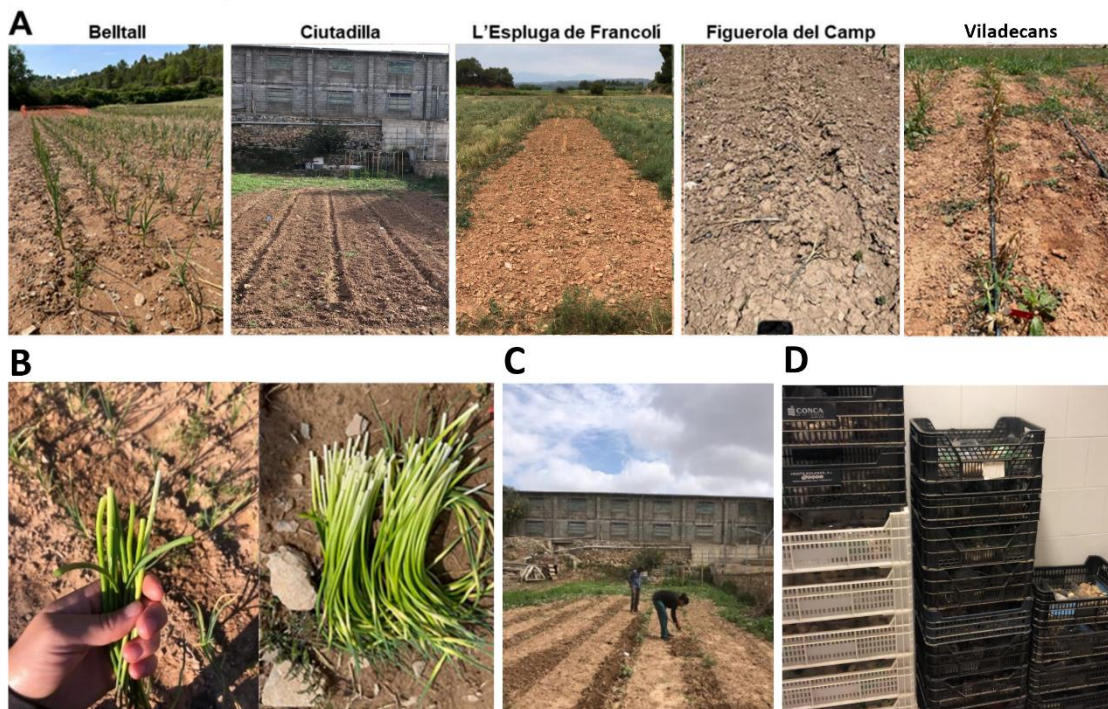 A
Belltall
Ciutadilla
L'Espluga de Francolí
Figuerola del Camp
Viladecans
B
C
D
CONCA